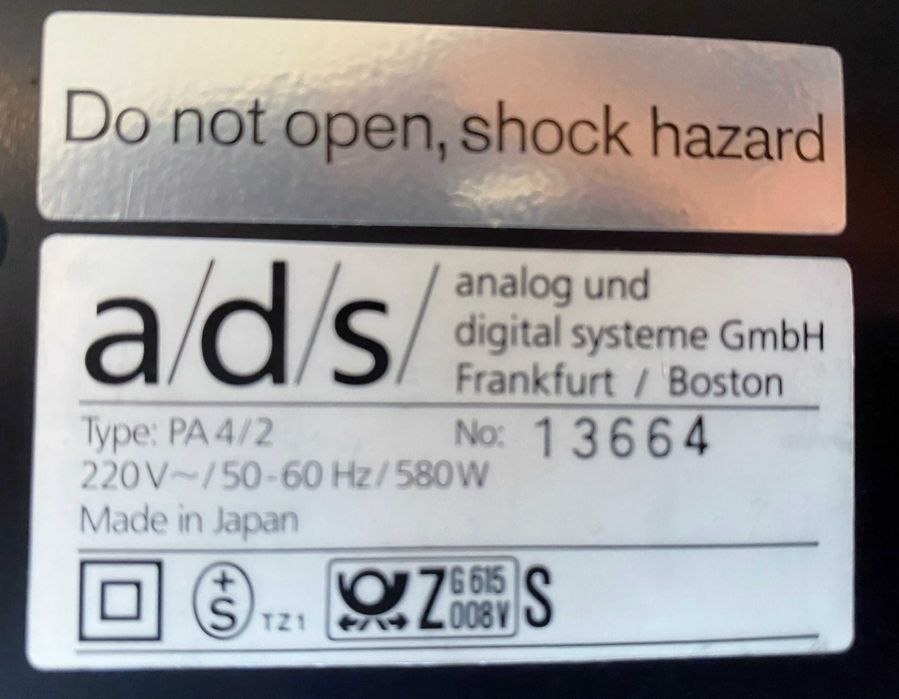 Do not open, shock hazard
a/d/s/
analog und
digital systeme GmbH
Frankfurt / Boston
Type: PA 4/2 No: 13664
220V~/50-60 Hz/580W
Made in Japan
+S TZ1 Z G 615 S
008V